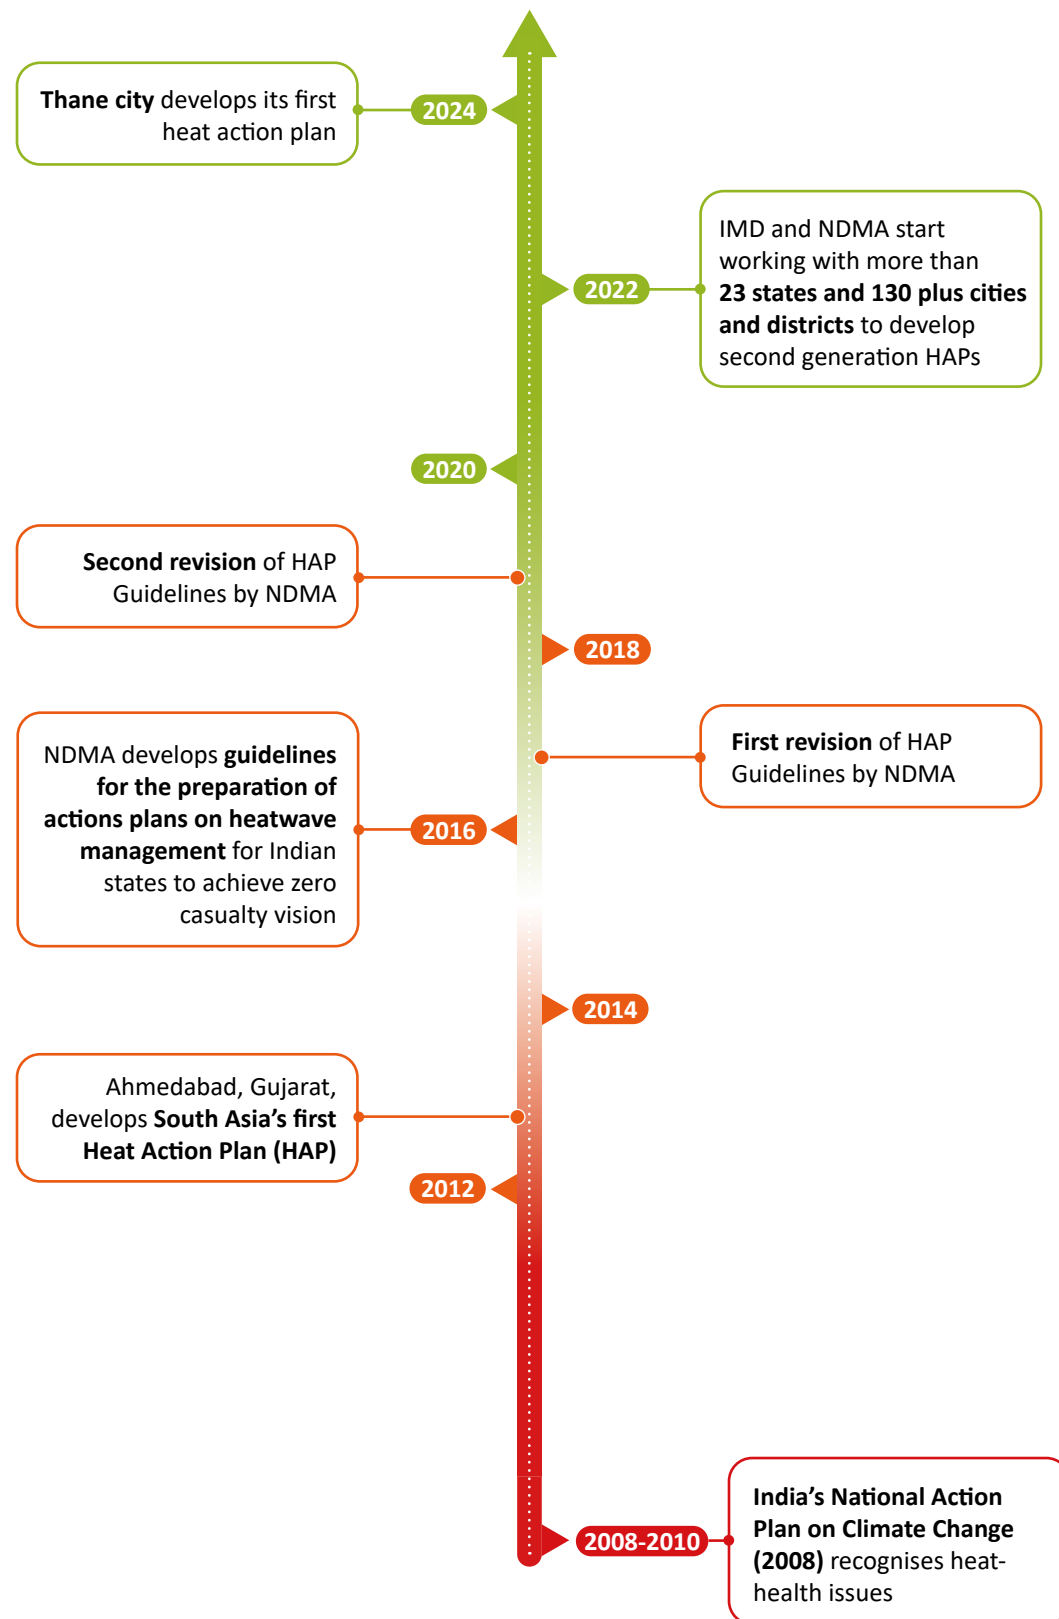 Thane city develops its first
heat action plan
2024
IMD and NDMA start
working with more than
23 states and 130 plus cities
and districts to develop
second generation HAPs
2022
2020
Second revision of HAP
Guidelines by NDMA
2018
First revision of HAP
Guidelines by NDMA
NDMA develops guidelines
for the preparation of
actions plans on heatwave
management for Indian
states to achieve zero
casualty vision
2016
2014
Ahmedabad, Gujarat,
develops South Asia’s first
Heat Action Plan (HAP)
2012
2008-2010
India’s National Action
Plan on Climate Change
(2008) recognises heat-
health issues